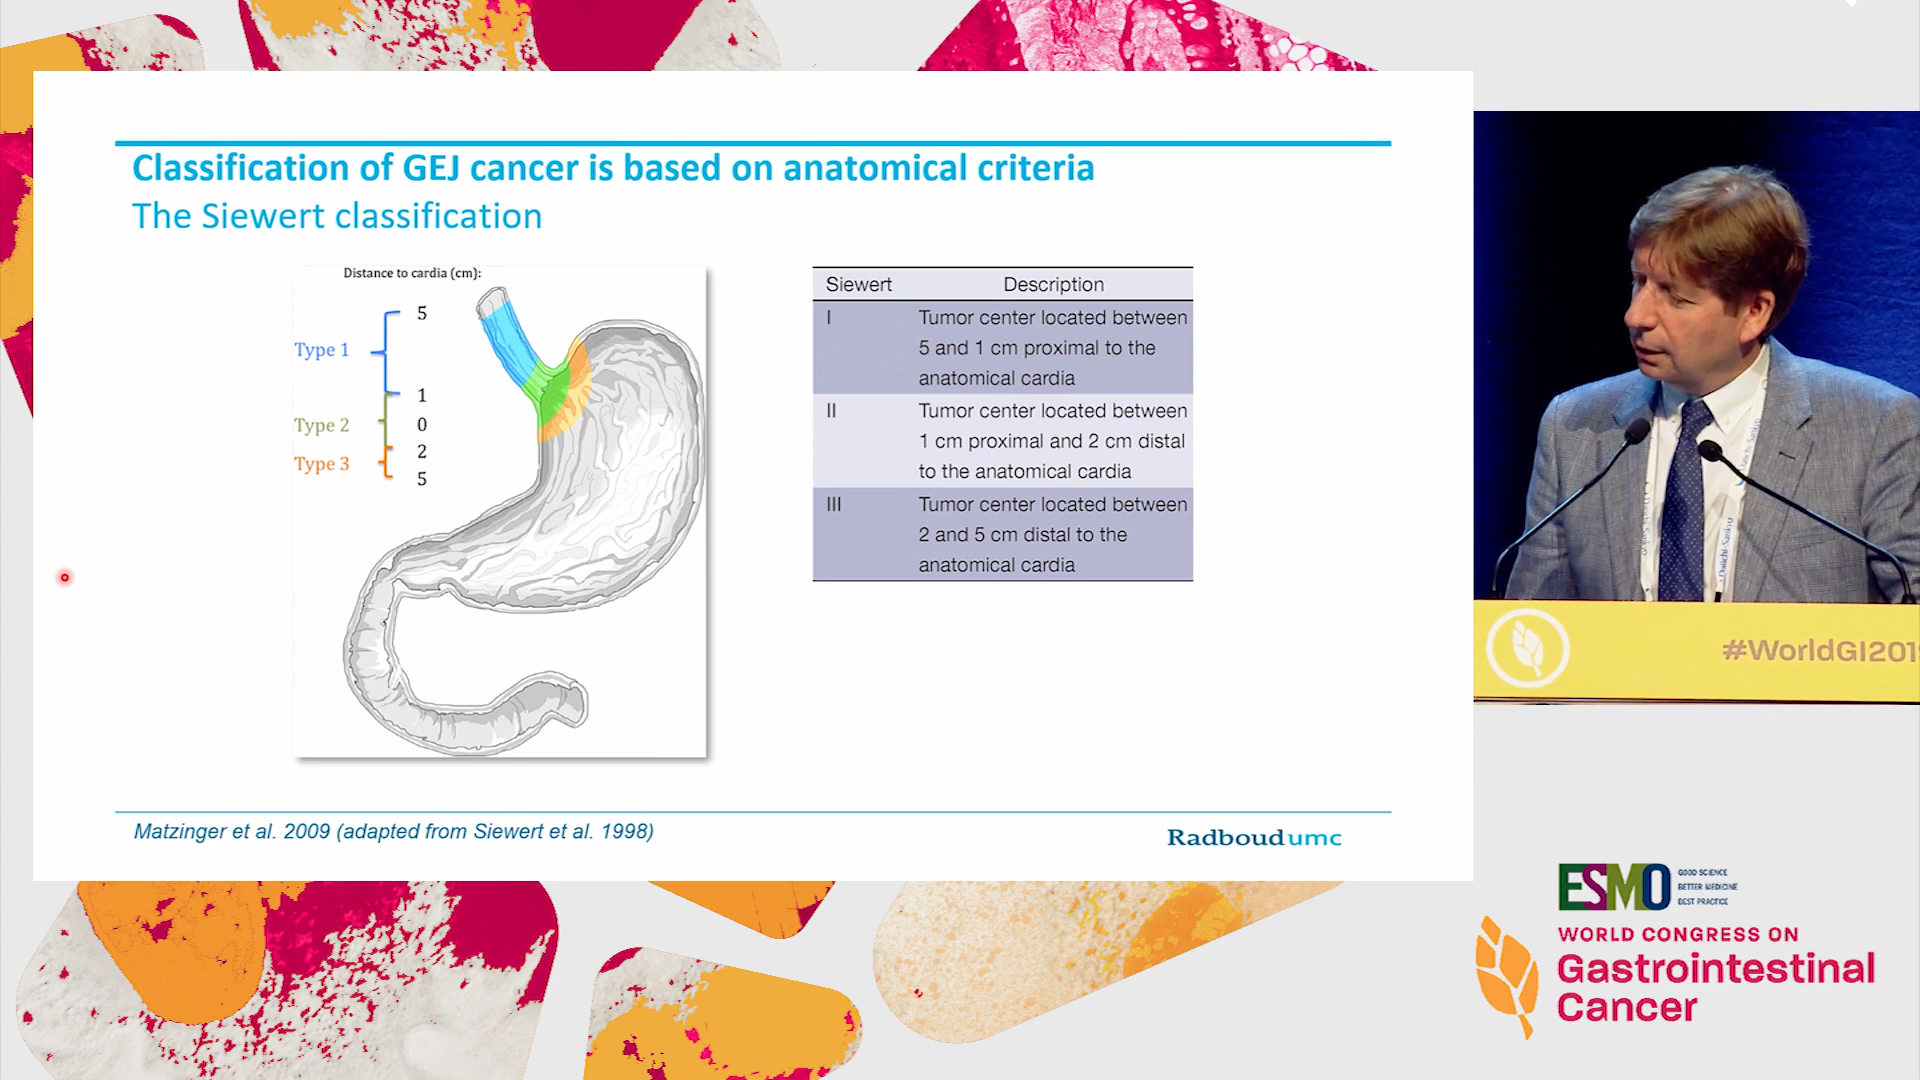 Classification of GEJ cancer is based on anatomical criteria
The Siewert classification
Distance to cardia (cm):
5
Type 1
1
Type 2
0
2
Type 3
5
Siewert Description
I Tumor center located between
5 and 1 cm proximal to the
anatomical cardia
II Tumor center located between
1 cm proximal and 2 cm distal
to the anatomical cardia
III Tumor center located between
2 and 5 cm distal to the
anatomical cardia
Matzinger et al. 2009 (adapted from Siewert et al. 1998)
Radboudumc
Daiichi-Sankyo
#WorldGI201
ESMO
GOOD SCIENCE
BETTER MEDICINE
BEST PRACTICE
WORLD CONGRESS ON
Gastrointestinal
Cancer